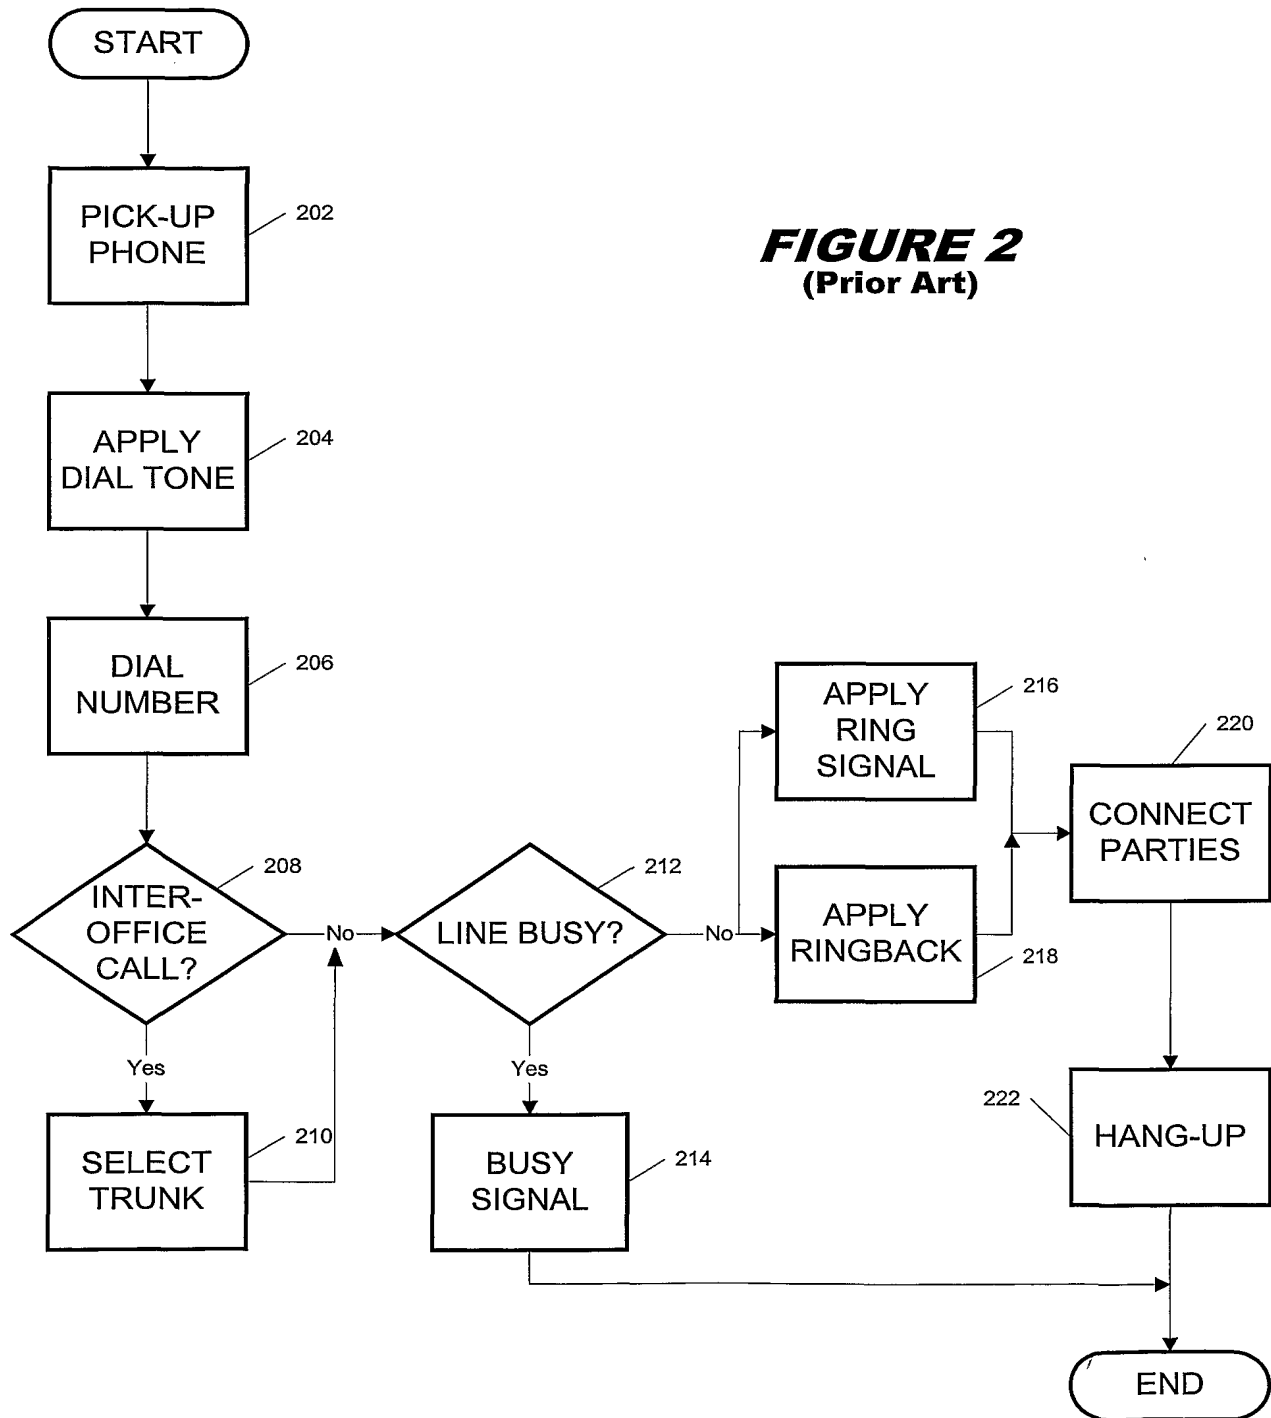 START
PICK-UP
PHONE
202
FIGURE 2
(Prior Art)
APPLY
DIAL TONE
204
DIAL
NUMBER
206
APPLY
RING
SIGNAL
216
220
CONNECT
PARTIES
INTER-
OFFICE
CALL?
208
No
LINE BUSY?
212
No
APPLY
RINGBACK
218
Yes
Yes
SELECT
TRUNK
210
BUSY
SIGNAL
214
222
HANG-UP
END